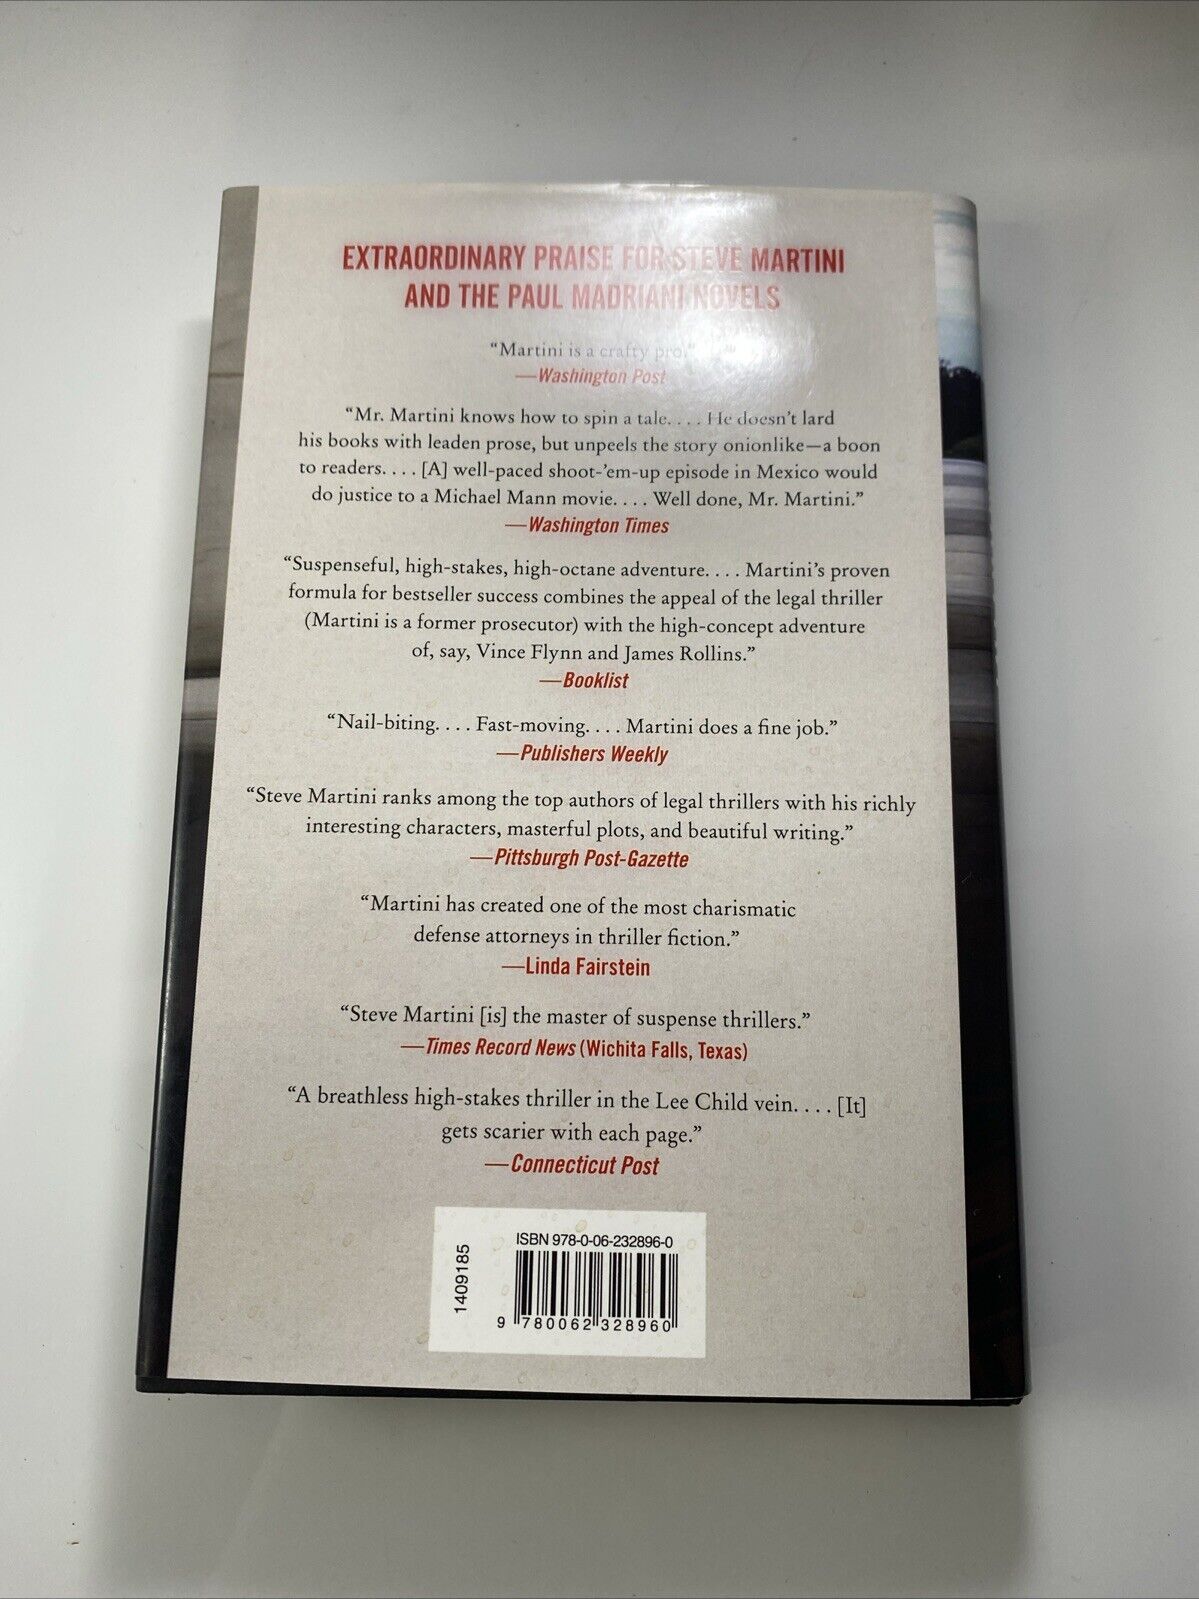 EXTRAORDINARY PRAISE FOR STEVE MARTINI
AND THE PAUL MADRIANI NOVELS
“Martini is a crafty pro.”
—Washington Post
“Mr. Martini knows how to spin a tale. . . . He doesn’t lard
his books with leaden prose, but unpeels the story onionlike—a boon
to readers. . . . [A] well-paced shoot-’em-up episode in Mexico would
do justice to a Michael Mann movie. . . . Well done, Mr. Martini.”
—Washington Times
“Suspenseful, high-stakes, high-octane adventure. . . . Martini’s proven
formula for bestseller success combines the appeal of the legal thriller
(Martini is a former prosecutor) with the high-concept adventure
of, say, Vince Flynn and James Rollins.”
—Booklist
“Nail-biting. . . . Fast-moving. . . . Martini does a fine job.”
—Publishers Weekly
“Steve Martini ranks among the top authors of legal thrillers with his richly
interesting characters, masterful plots, and beautiful writing.”
—Pittsburgh Post-Gazette
“Martini has created one of the most charismatic
defense attorneys in thriller fiction.”
—Linda Fairstein
“Steve Martini [is] the master of suspense thrillers.”
—Times Record News (Wichita Falls, Texas)
“A breathless high-stakes thriller in the Lee Child vein. . . . [It]
gets scarier with each page.”
—Connecticut Post
ISBN 978-0-06-232896-0
1409185
9 780062 328960